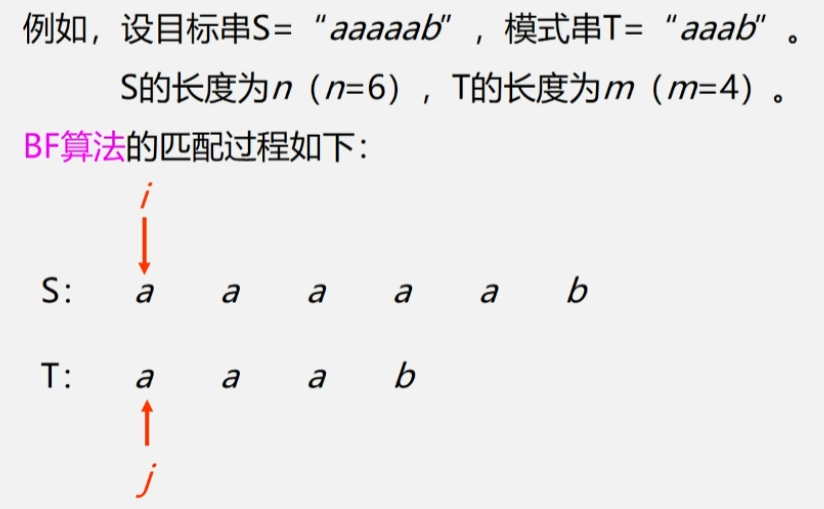 例如，设目标串S=“aaaaab”，模式串T=“aaab”。
S的长度为n（n=6），T的长度为m（m=4）。
BF算法的匹配过程如下：
i
S: a a a a a b
T: a a a b
j